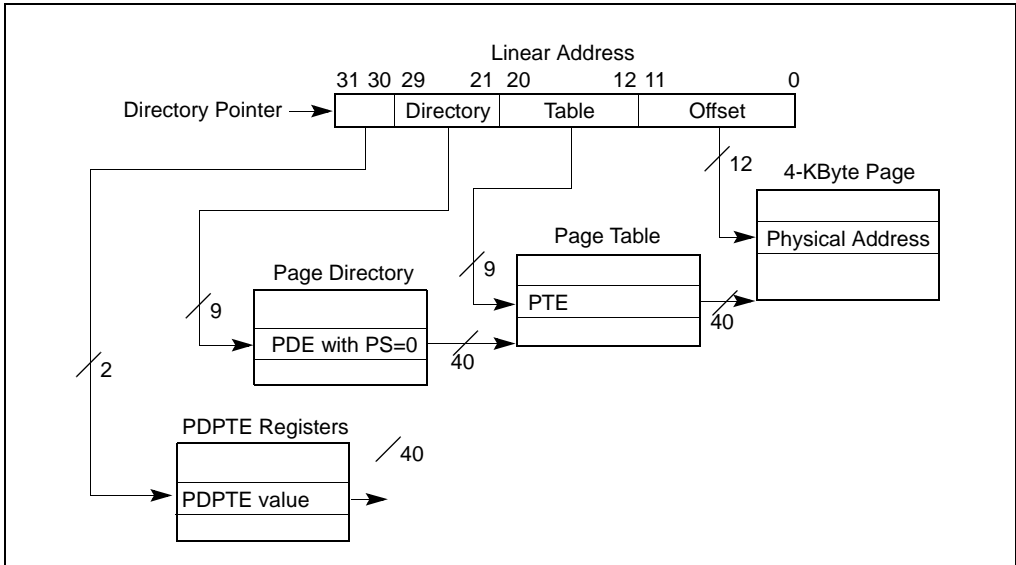 Linear Address
31 30 29 21 20 12 11 0
Directory Pointer Directory Table Offset
12
4-KByte Page
Physical Address
Page Table
9
PTE
40
Page Directory
9
PDE with PS=0
40
2
PDPTE Registers
40
PDPTE value